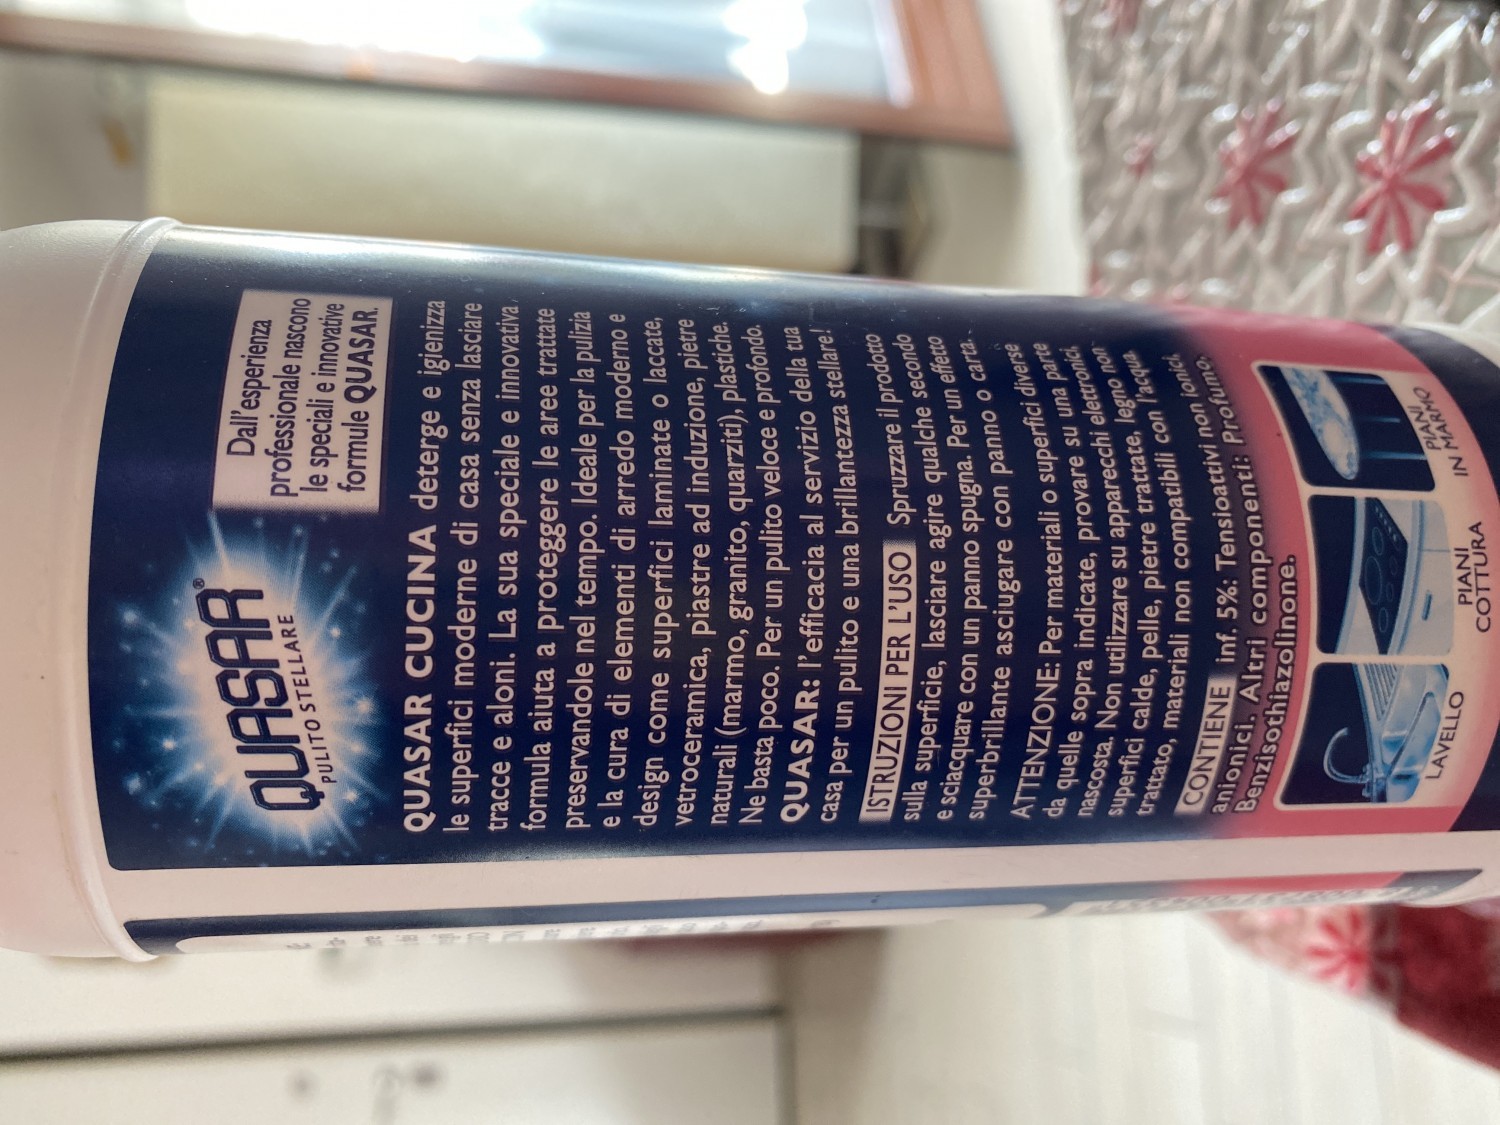 QUASAR®
PULITO STELLARE
Dall'esperienza
professionale nascono
le speciali e innovative
formule QUASAR.
QUASAR CUCINA deterge e igienizza
le superfici moderne di casa senza lasciare
tracce e aloni. La sua speciale e innovativa
formula aiuta a proteggere le aree trattate
preservandole nel tempo. Ideale per la pulizia
e la cura di elementi di arredo moderno e
design come superfici laminate o laccate,
vetroceramica, piastre ad induzione, pietre
naturali (marmo, granito, quarziti), plastiche.
Ne basta poco. Per un pulito veloce e profondo.
QUASAR: l'efficacia al servizio della tua
casa per un pulito e una brillantezza stellare!
ISTRUZIONI PER L'USO Spruzzare il prodotto
sulla superficie, lasciare agire qualche secondo
e sciacquare con un panno spugna. Per un effetto
superbrillante asciugare con panno o carta.
ATTENZIONE: Per materiali o superfici diverse
da quelle sopra indicate, provare su una parte
nascosta. Non utilizzare su apparecchi elettronici,
superfici calde, pelle, pietre trattate, legno non
trattato, materiali non compatibili con l'acqua.
CONTIENE inf. 5%: Tensioattivi non ionici,
anionici. Altri componenti: Profumo,
Benzisothiazolinone.
LAVELLO
PIANI
COTTURA
PIANI
IN MARMO